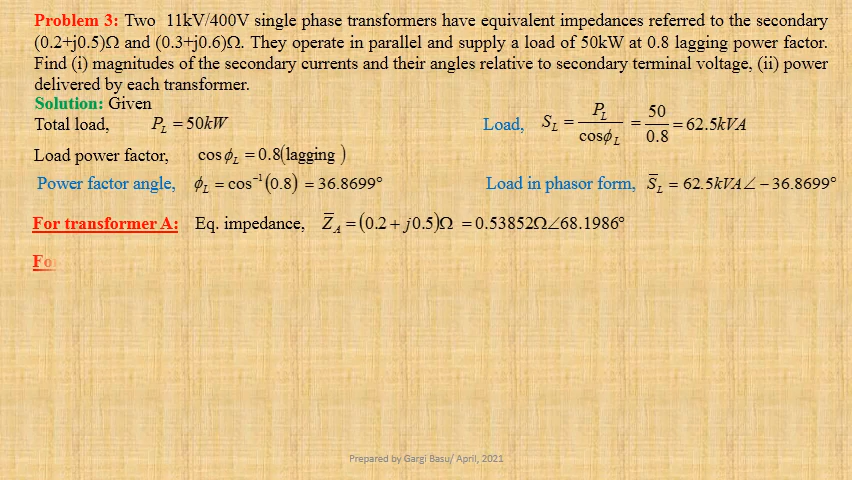 Problem 3: Two 11kV/400V single phase transformers have equivalent impedances referred to the secondary
(0.2+j0.5)Ω and (0.3+j0.6)Ω. They operate in parallel and supply a load of 50kW at 0.8 lagging power factor.
Find (i) magnitudes of the secondary currents and their angles relative to secondary terminal voltage, (ii) power
delivered by each transformer.
Solution: Given
Total load, P_L = 50kW Load, S_L = P_L/cosϕ_L = 50/0.8 = 62.5kVA
Load power factor, cosϕ_L = 0.8(lagging )
Power factor angle, ϕ_L = cos⁻¹(0.8) = 36.8699° Load in phasor form, S̅_L = 62.5kVA∠−36.8699°
For transformer A: Eq. impedance, Z̅_A = (0.2 + j0.5)Ω = 0.53852Ω∠68.1986°
Fo
Prepared by Gargi Basu/ April, 2021